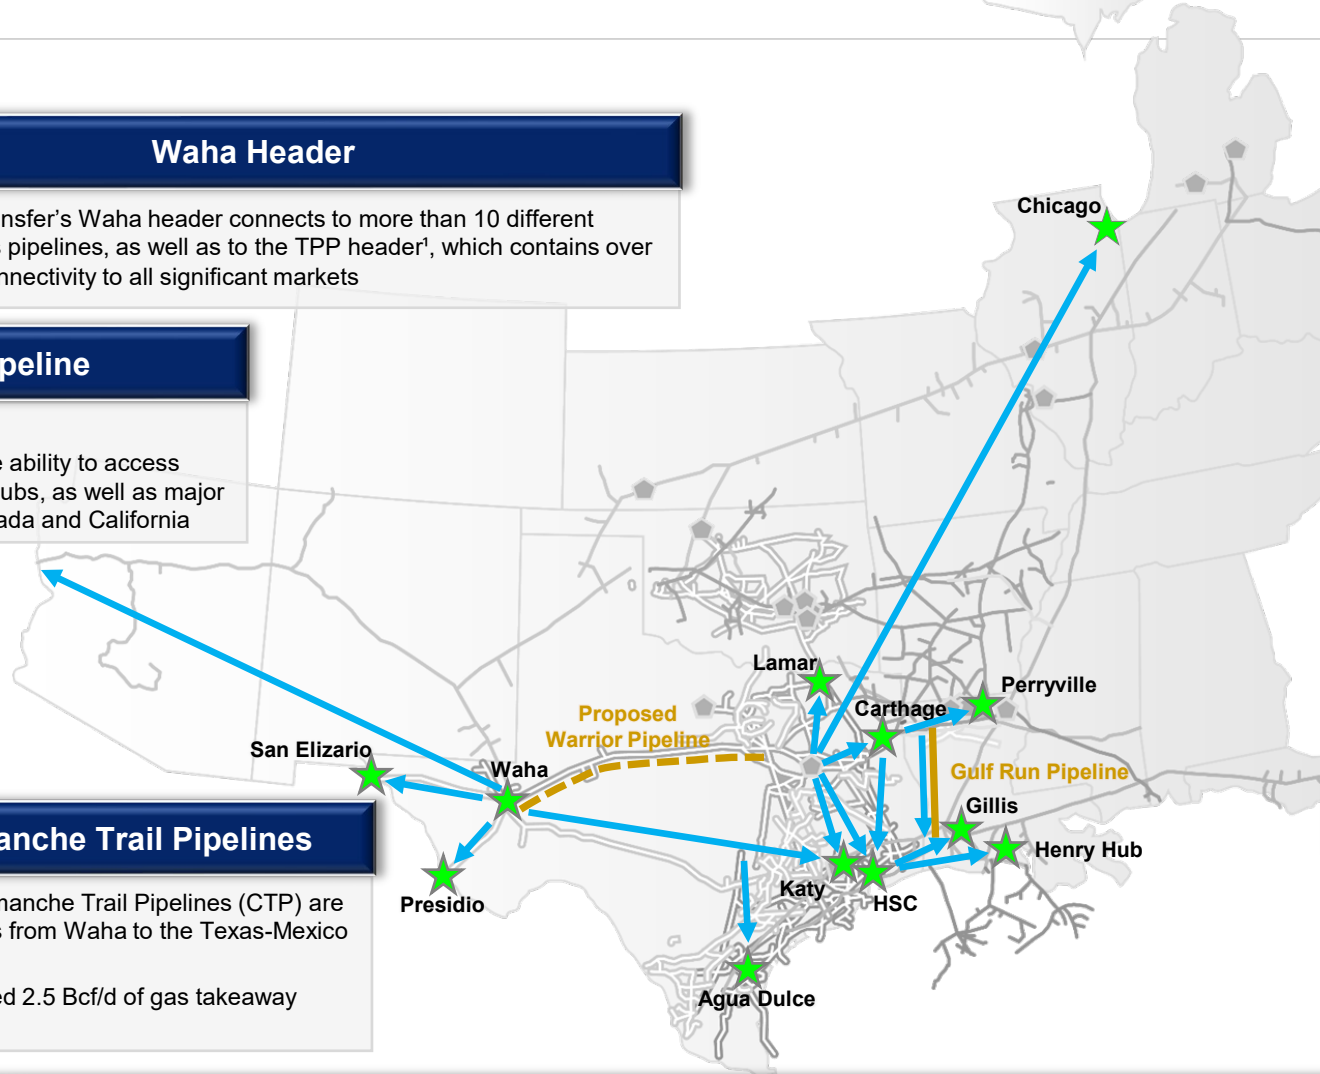 Waha Header
nsfer's Waha header connects to more than 10 different
s pipelines, as well as to the TPP header¹, which contains over
nnectivity to all significant markets
peline
e ability to access
ubs, as well as major
ada and California
Chicago
Lamar
Perryville
Carthage
Proposed
Warrior Pipeline
San Elizario
Waha
Gulf Run Pipeline
Gillis
Henry Hub
Katy
HSC
Presidio
Agua Dulce
anche Trail Pipelines
manche Trail Pipelines (CTP) are
s from Waha to the Texas-Mexico
ed 2.5 Bcf/d of gas takeaway